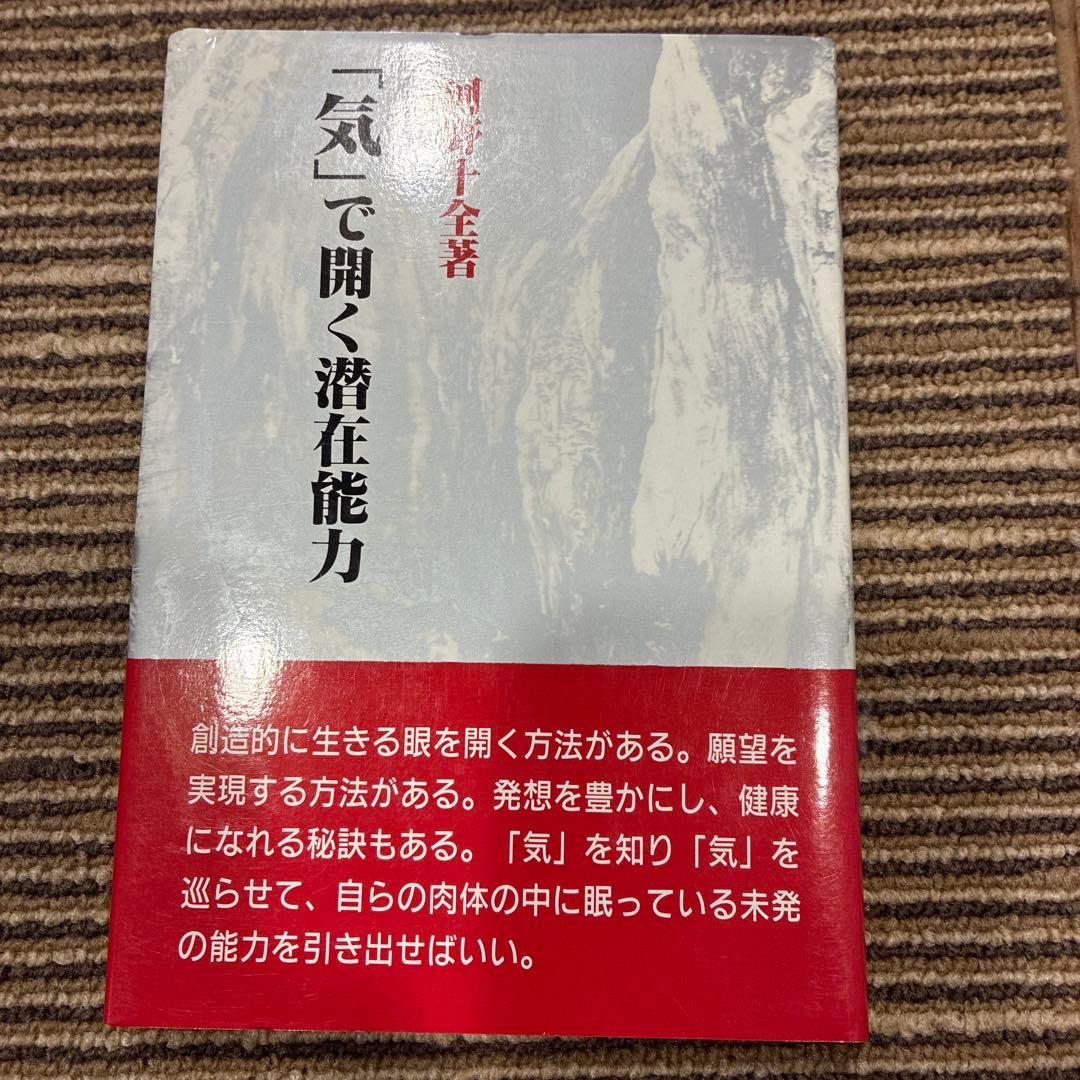 河野十全著
「気」で開く潜在能力
創造的に生きる眼を開く方法がある。願望を
実現する方法がある。発想を豊かにし、健康
になれる秘訣もある。「気」を知り「気」を
巡らせて、自らの肉体の中に眠っている未発
の能力を引き出せばいい。